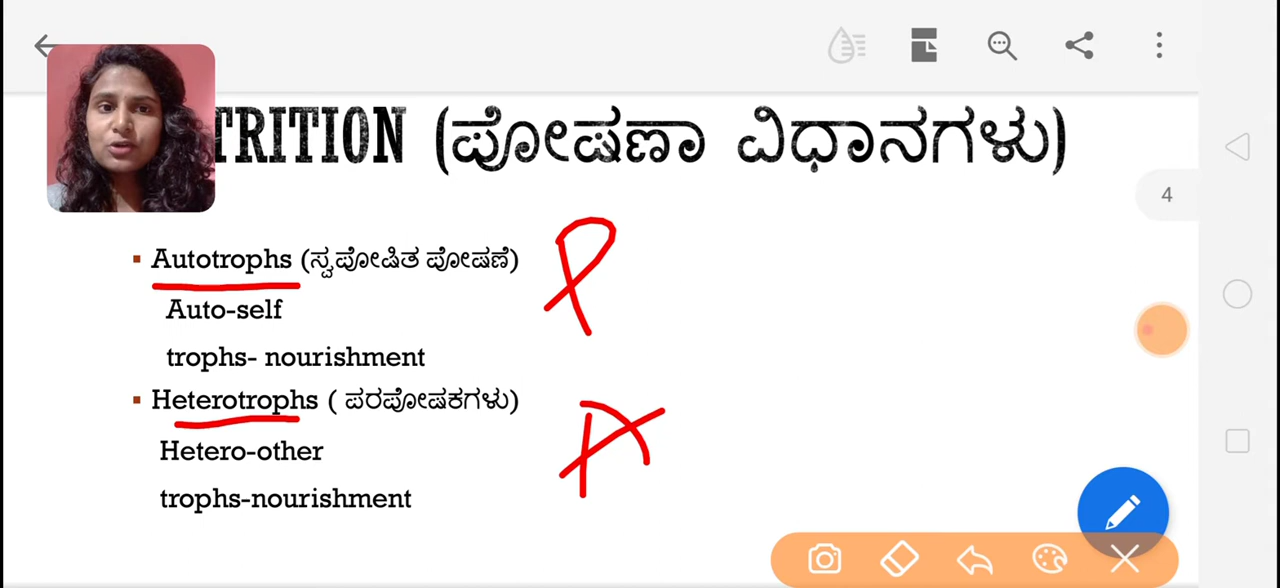 TRITION (ಪೋಷಣಾ ವಿಧಾನಗಳು)
4
▪ Autotrophs (ಸ್ವಪೋಷಿತ ಪೋಷಣೆ)
Auto-self
trophs- nourishment
▪ Heterotrophs ( ಪರಪೋಷಕಗಳು)
Hetero-other
trophs-nourishment